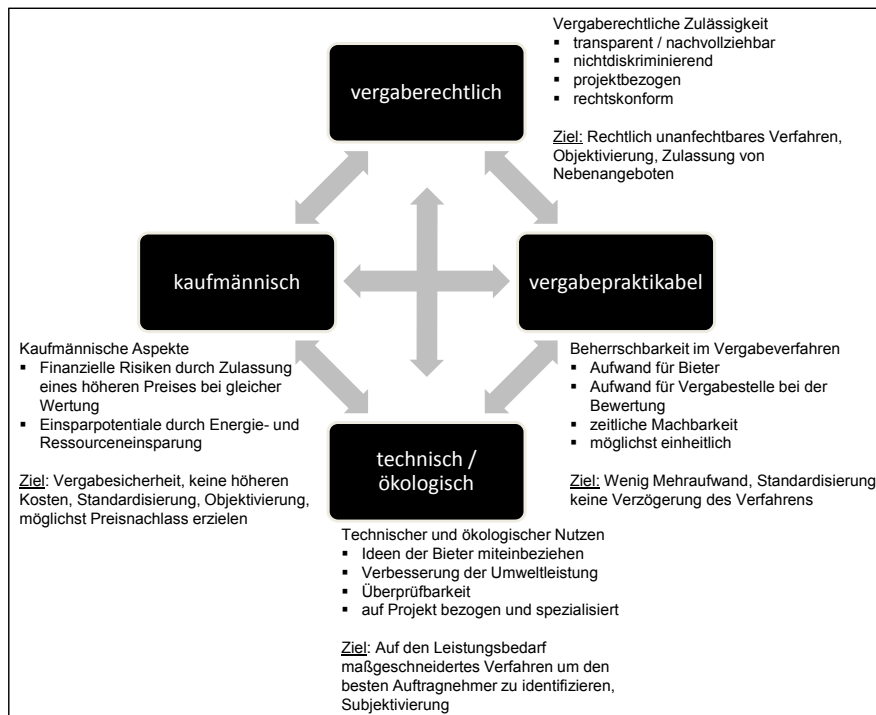 vergaberechtlich
Vergaberechtliche Zulässigkeit
▪ transparent / nachvollziehbar
▪ nichtdiskriminierend
▪ projektbezogen
▪ rechtskonform
Ziel: Rechtlich unanfechtbares Verfahren,
Objektivierung, Zulassung von
Nebenangeboten
kaufmännisch
vergabepraktikabel
Kaufmännische Aspekte
▪ Finanzielle Risiken durch Zulassung
eines höheren Preises bei gleicher
Wertung
▪ Einsparpotentiale durch Energie- und
Ressourceneinsparung
Ziel: Vergabesicherheit, keine höheren
Kosten, Standardisierung, Objektivierung,
möglichst Preisnachlass erzielen
Beherrschbarkeit im Vergabeverfahren
▪ Aufwand für Bieter
▪ Aufwand für Vergabestelle bei der
Bewertung
▪ zeitliche Machbarkeit
▪ möglichst einheitlich
Ziel: Wenig Mehraufwand, Standardisierung,
keine Verzögerung des Verfahrens
technisch /
ökologisch
Technischer und ökologischer Nutzen
▪ Ideen der Bieter miteinbeziehen
▪ Verbesserung der Umweltleistung
▪ Überprüfbarkeit
▪ auf Projekt bezogen und spezialisiert
Ziel: Auf den Leistungsbedarf
maßgeschneidertes Verfahren um den
besten Auftragnehmer zu identifizieren,
Subjektivierung